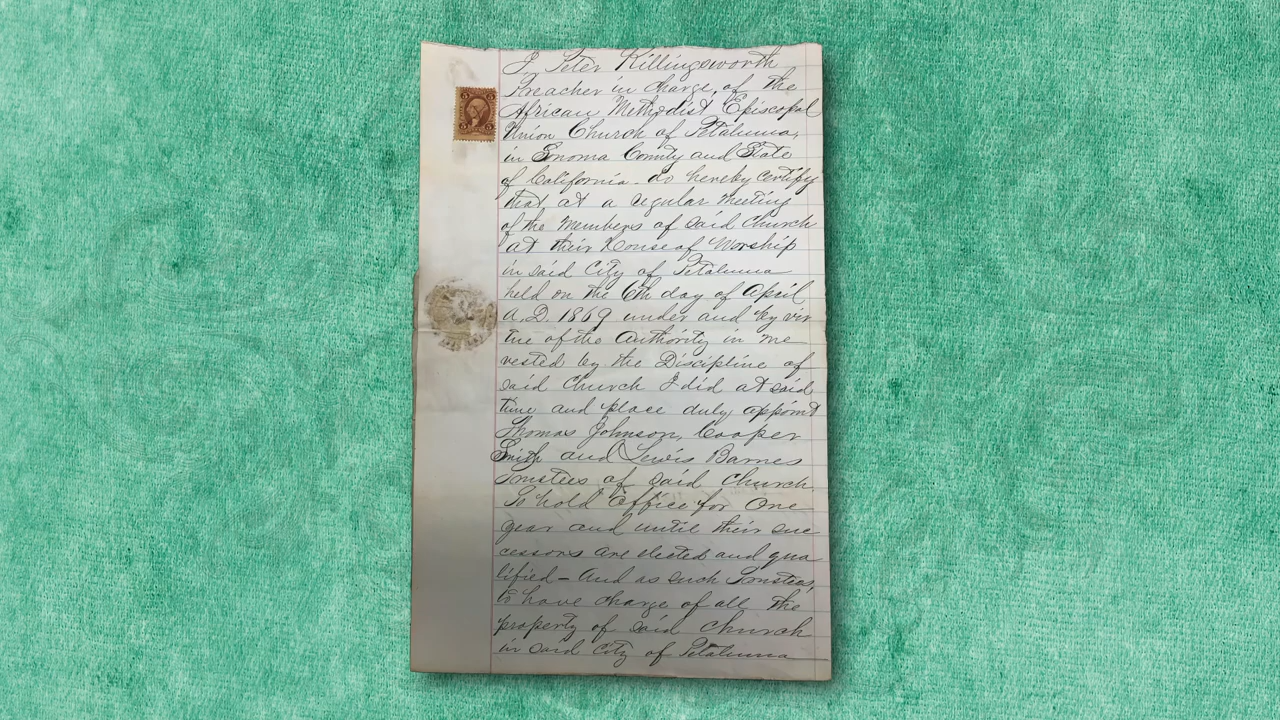 I Peter Killingsworth
Preacher in charge, of the
African Methodist Episcopal
Union Church of Petaluma,
in Sonoma County and State
of California. do hereby certify
that, at a regular meeting
of the Members of said Church
at their House of Worship
in said City of Petaluma
held on the 6th day of April
A.D. 1869 under and by vir
tue of the Authority in me
vested by the Discipline of
said Church I did at said
time and place duly appoint
Thomas Johnson, Cooper
Smith and Lewis Barnes
Trustees of said Church.
To hold Office for One
year and until their suc
cessors are elected and qua
lified – And as such Trustees,
to have charge of all the
property of said Church
in said City of Petaluma
5 5